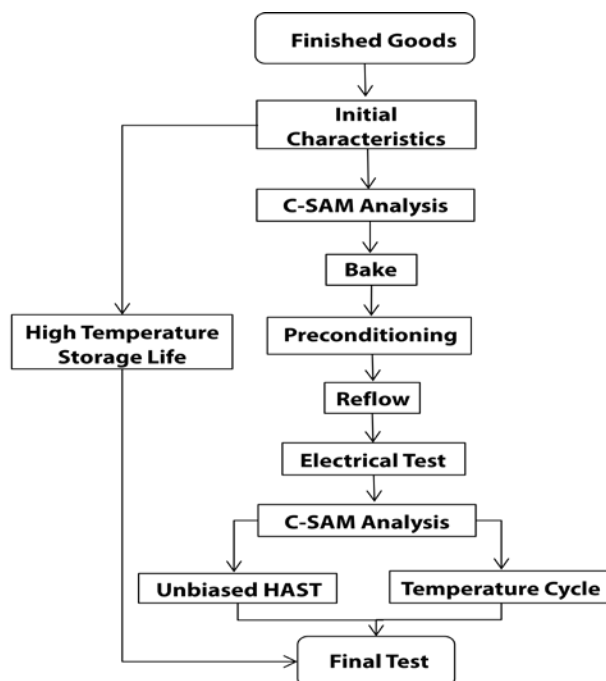 Finished Goods
Initial
Characteristics
C-SAM Analysis
Bake
High Temperature
Storage Life
Preconditioning
Reflow
Electrical Test
C-SAM Analysis
Unbiased HAST
Temperature Cycle
Final Test